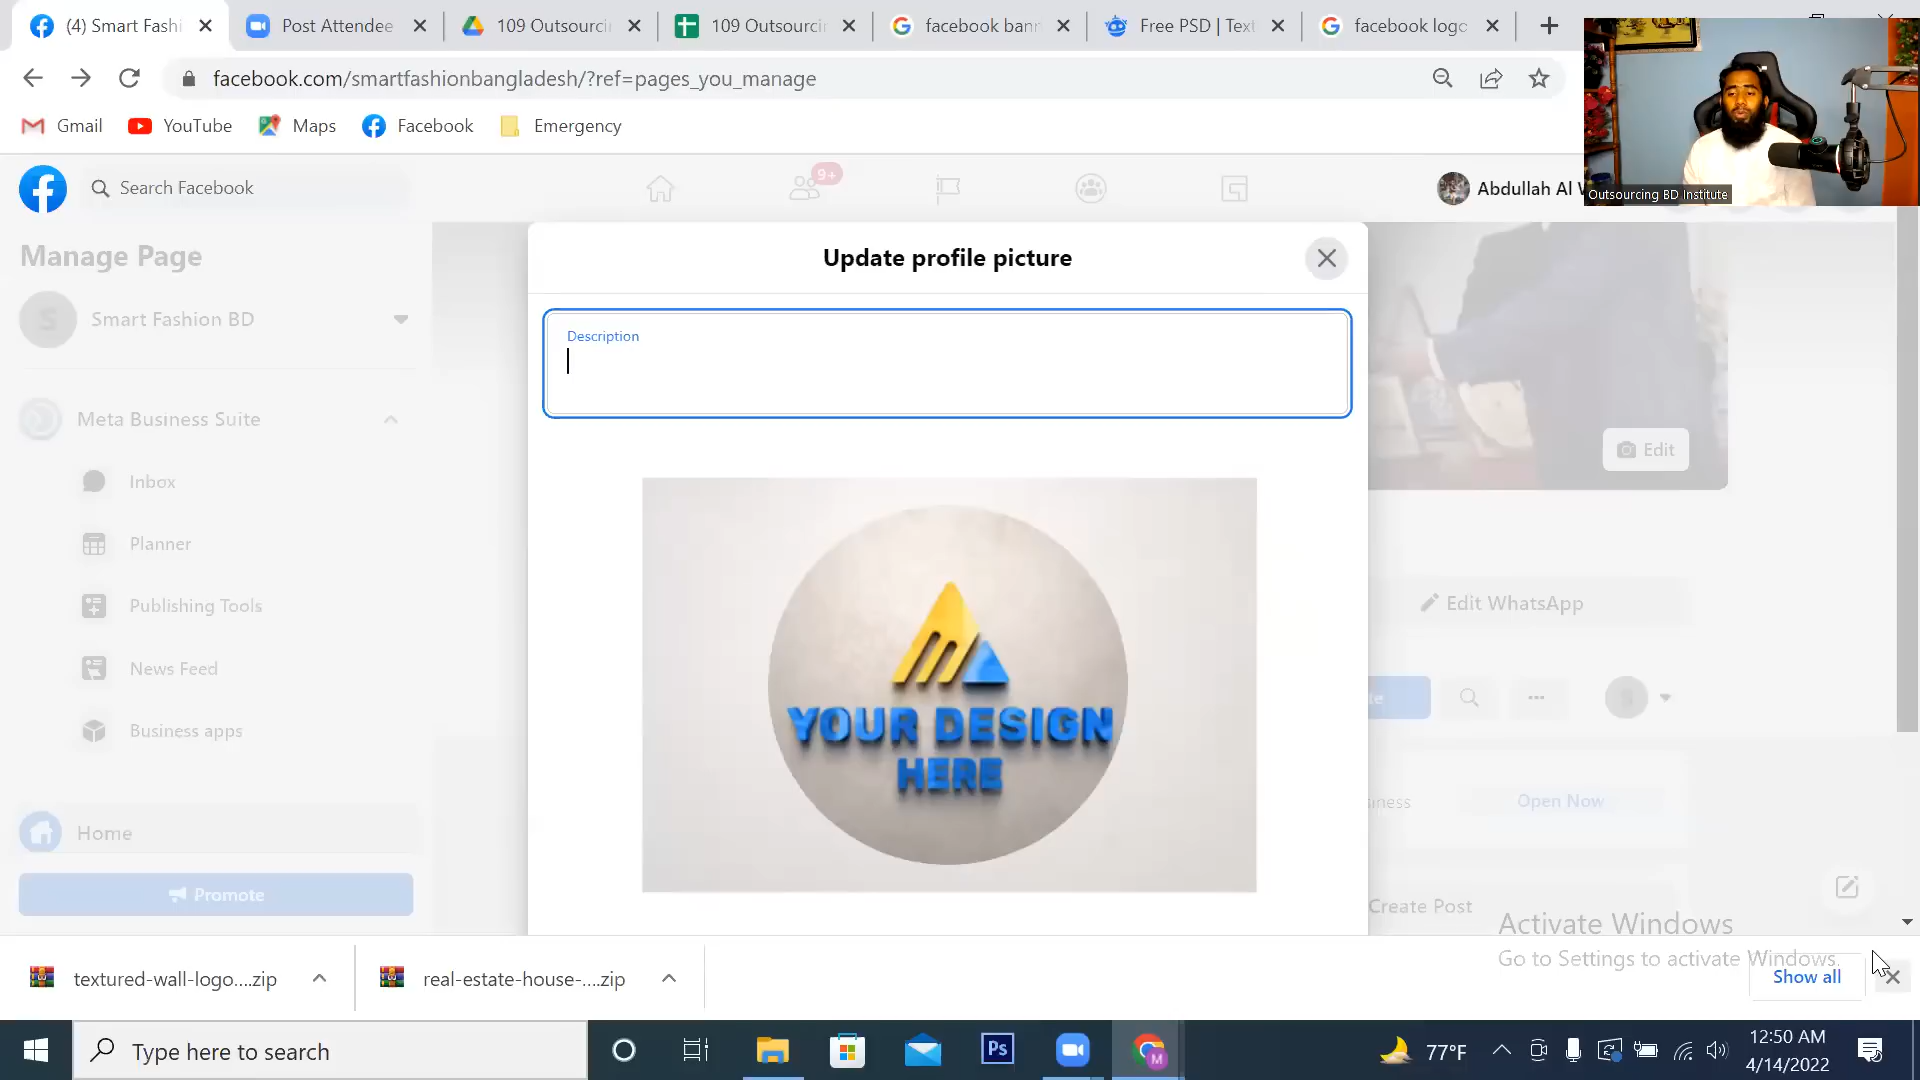 (4) Smart Fashi
Post Attendee
109 Outsourci
109 Outsourcin
facebook bann
Free PSD | Text
facebook logo
facebook.com/smartfashionbangladesh/?ref=pages_you_manage
Gmail
YouTube
Maps
Facebook
Emergency
Outsourcing BD Institute
Search Facebook
9+
Abdullah Al
Manage Page
Update profile picture
S Smart Fashion BD
Description
Meta Business Suite
Edit
Inbox
Planner
Publishing Tools
Edit WhatsApp
News Feed
Business apps
YOUR DESIGN
HERE
Open Now
Home
Promote
Create Post
Activate Windows
Go to Settings to activate Windows.
textured-wall-logo....zip
real-estate-house-....zip
Show all
Type here to search
Ps
M
77°F
12:50 AM
4/14/2022